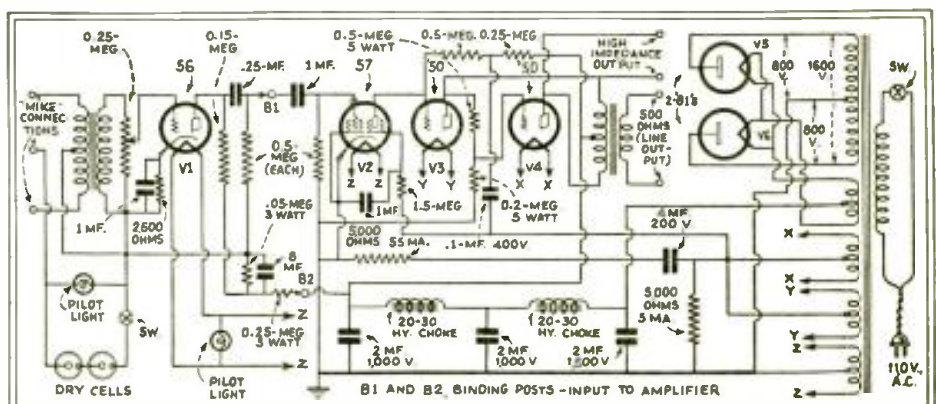 0.25-
MEG
56
0.15-
MEG
.25-MF.
B1
1 MF.
0.5-MEG
5 WATT
57
0.5-MEG.
50
0.25-MEG
50
HIGH
IMPEDANCE
OUTPUT
V5
800
V.
1600
V.
SW.
MIKE
CONNEC-
TIONS
2-81's
500
OHMS
(LINE
OUT-
PUT)
V6
800
V.
V1
0.5-
MEG
(EACH)
V2
V3
V4
Z Z
Y Y
X X
1 MF.
2600
OHMS
.05-MEG
3 WATT
1 MF
5,000
OHMS
1.5-MEG
55 MA.
.1-MF. 400V.
0.2-MEG
5 WATT
4 MF.
200 V.
X
8
MF
B2
PILOT
LIGHT
SW
0.25-MEG
3 WATT
Z
20-30
HY. CHOKE
20-30
HY. CHOKE
5,000
OHMS
5 MA
X
Y
Y
Z
2 MF.
1,000 V.
2 MF.
1,000 V.
2 MF
DRY CELLS
PILOT
LIGHT
Z
B1 AND B2, BINDING POSTS - INPUT TO AMPLIFIER
Z
110V.,
A.C.